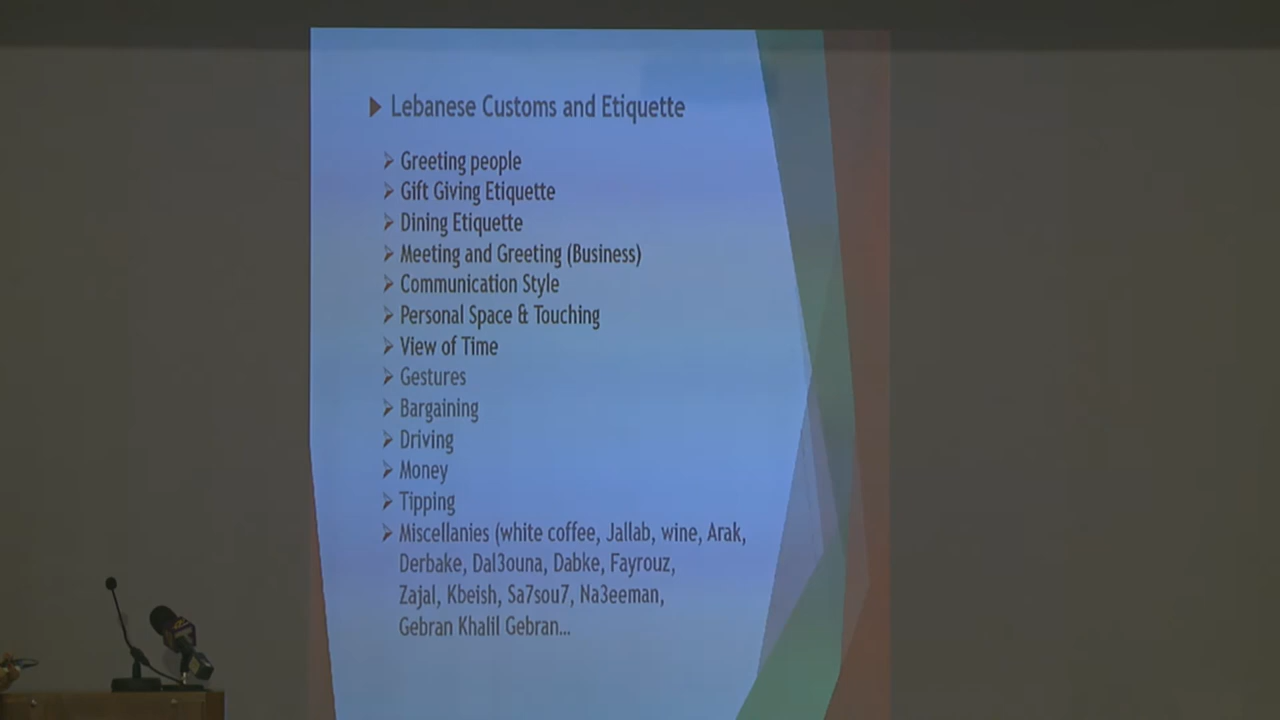 Lebanese Customs and Etiquette
Greeting people
Gift Giving Etiquette
Dining Etiquette
Meeting and Greeting (Business)
Communication Style
Personal Space & Touching
View of Time
Gestures
Bargaining
Driving
Money
Tipping
Miscellanies (white coffee, Jallab, wine, Arak,
Derbake, Dal3ouna, Dabke, Fayrouz,
Zajal, Kbeish, Sa7sou7, Na3eeman,
Gebran Khalil Gebran...